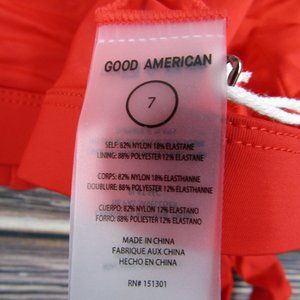 GOOD AMERICAN
7
SELF: 82% NYLON 18% ELASTANE
LINING: 88% POLYESTER 12% ELASTANE
CORPS: 82% NYLON 18% ELASTHANNE
DOUBLURE: 88% POLYESTER 12% ELASTHANNE
CUERPO: 82% NYLON 18% ELASTANO
FORRO: 88% POLIESTER 12% ELASTANO
MADE IN CHINA
FABRIQUE AUX CHINA
HECHO EN CHINA
RN# 151301